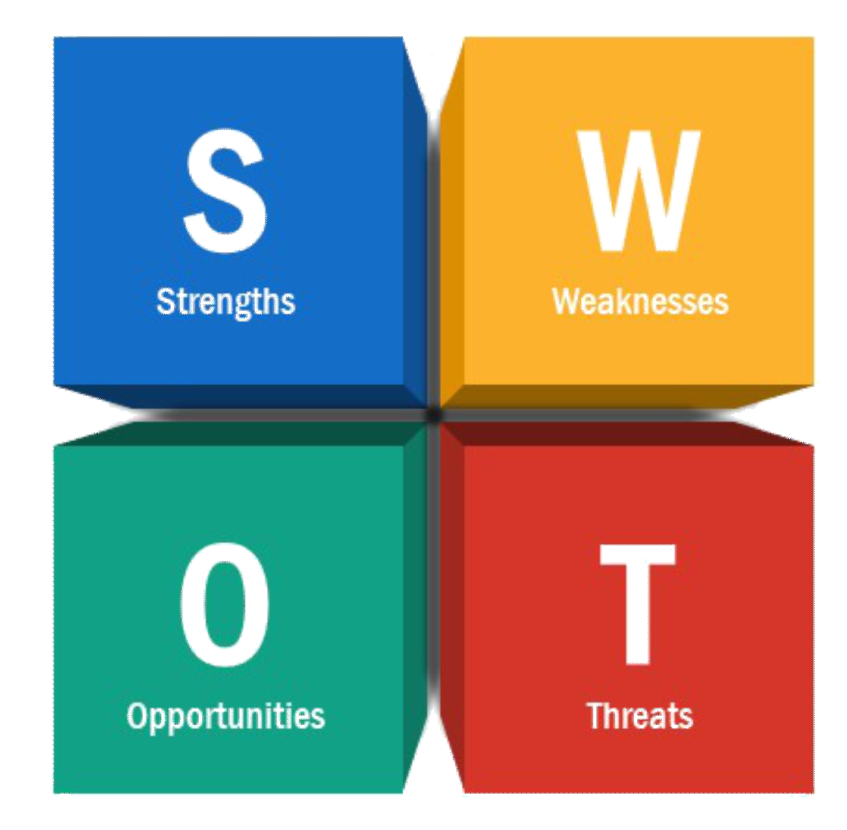 S
Strengths
W
Weaknesses
O
Opportunities
T
Threats